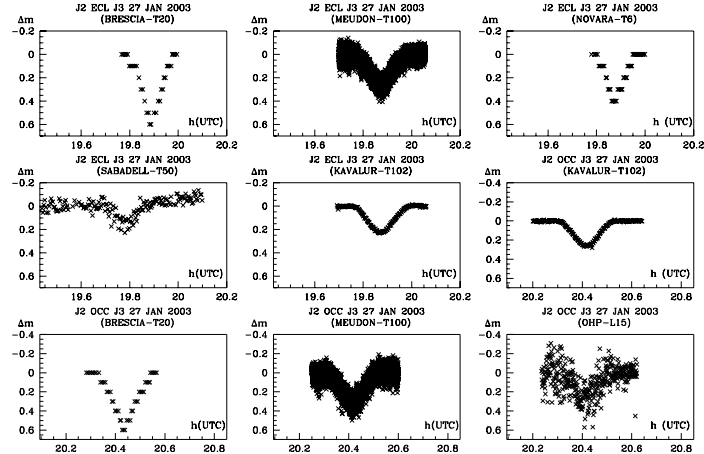 J2 ECL J3 27 JAN 2003
(BRESCIA-T20)
Δm
-0.2
0
0.2
0.4
0.6
h(UTC)
19.6 19.8 20 20.2
J2 ECL J3 27 JAN 2003
(MEUDON-T100)
Δm
-0.2
0
0.2
0.4
0.6
h (UTC)
19.6 19.8 20 20.2
J2 ECL J3 27 JAN 2003
(NOVARA-T6)
Δm
-0.2
0
0.2
0.4
0.6
h (UTC)
19.6 19.8 20 20.2
J2 ECL J3 27 JAN 2003
(SABADELL-T50)
Δm
-0.2
0
0.2
0.4
0.6
h(UTC)
19.6 19.8 20 20.2
J2 ECL J3 27 JAN 2003
(KAVALUR-T102)
Δm
-0.2
0
0.2
0.4
0.6
h(UTC)
19.6 19.8 20 20.2
J2 OCC J3 27 JAN 2003
(KAVALUR-T102)
Δm
-0.4
-0.2
0
0.2
0.4
0.6
h(UTC)
20.2 20.4 20.6 20.8
J2 OCC J3 27 JAN 2003
(BRESCIA-T20)
Δm
-0.4
-0.2
0
0.2
0.4
0.6
h(UTC)
20.2 20.4 20.6 20.8
J2 OCC J3 27 JAN 2003
(MEUDON-T100)
Δm
-0.4
-0.2
0
0.2
0.4
0.6
h(UTC)
20.2 20.4 20.6 20.8
J2 OCC J3 27 JAN 2003
(OHP-L15)
Δm
-0.4
-0.2
0
0.2
0.4
0.6
h (UTC)
20.2 20.4 20.6 20.8